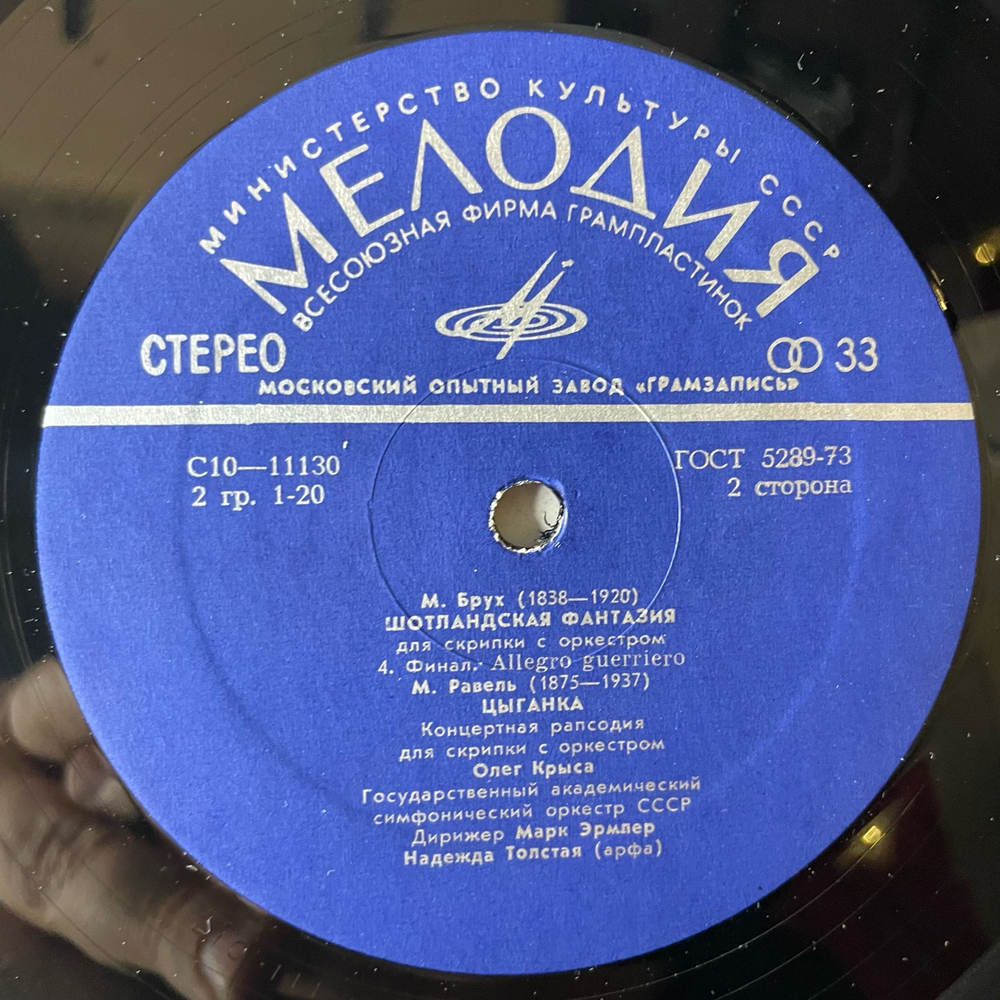 МИНИСТЕРСТВО КУЛЬТУРЫ СССР
МЕЛОДИЯ
ВСЕСОЮЗНАЯ ФИРМА ГРАМПЛАСТИНОК
СТЕРЕО
33
МОСКОВСКИЙ ОПЫТНЫЙ ЗАВОД «ГРАМЗАПИСЬ»
С10—11130
ГОСТ 5289-73
2 гр. 1-20
2 сторона
М. Брух (1838—1920)
ШОТЛАНДСКАЯ ФАНТАЗИЯ
для скрипки с оркестром
4. Финал. Allegro guerriero
М. Равель (1875—1937)
ЦЫГАНКА
Концертная рапсодия
для скрипки с оркестром
Олег Крыса
Государственный академический
симфонический оркестр СССР
Дирижер Марк Эрмлер
Надежда Толстая (арфа)